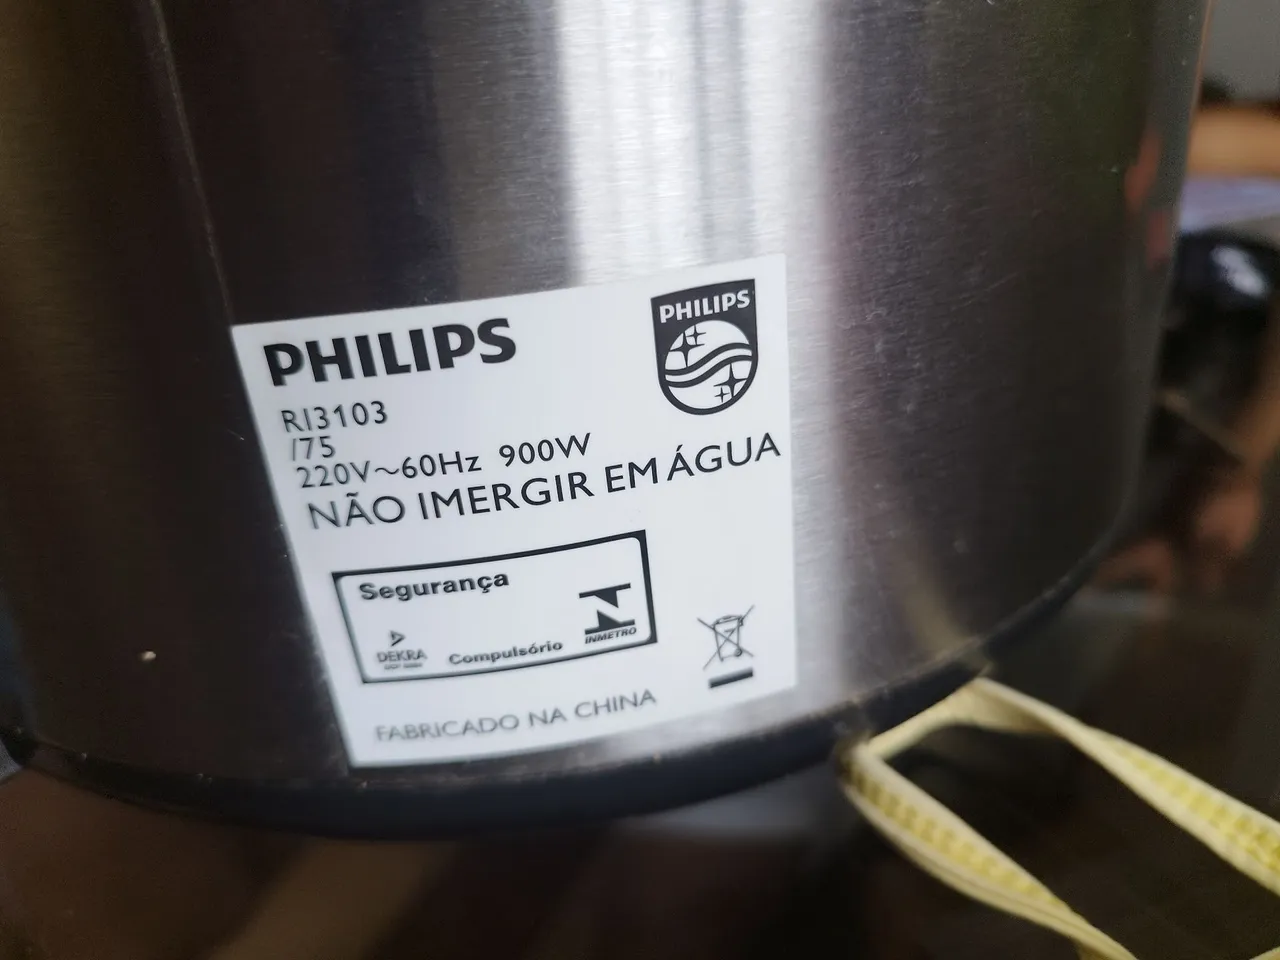 PHILIPS
PHILIPS
RI3103
/75
220V~60Hz 900W
NÃO IMERGIR EM ÁGUA
Segurança
DEKRA
Compulsório
INMETRO
FABRICADO NA CHINA